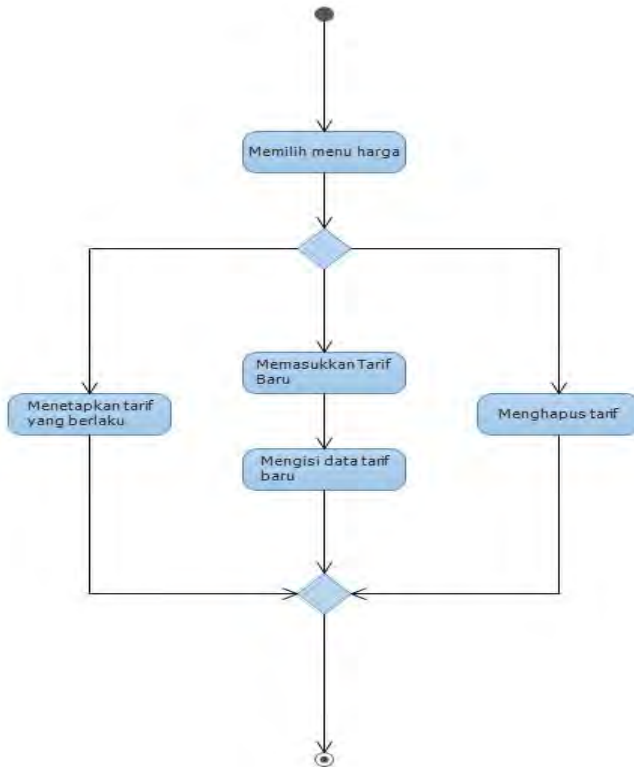 Memilih menu harga
Memasukkan Tarif
Baru
Menetapkan tarif
yang berlaku
Menghapus tarif
Mengisi data tarif
baru